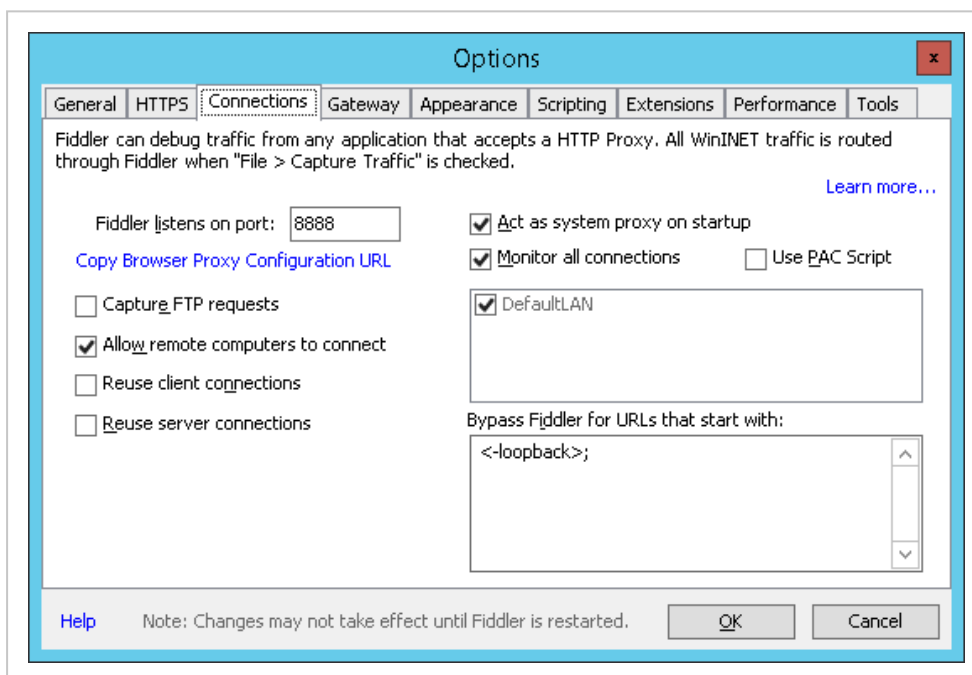 Options
x
General HTTPS Connections Gateway Appearance Scripting Extensions Performance Tools
Fiddler can debug traffic from any application that accepts a HTTP Proxy. All WinINET traffic is routed
through Fiddler when "File > Capture Traffic" is checked.
Learn more...
Fiddler listens on port: 8888
Act as system proxy on startup
Copy Browser Proxy Configuration URL
Monitor all connections
Use PAC Script
Capture FTP requests
DefaultLAN
Allow remote computers to connect
Reuse client connections
Reuse server connections
Bypass Fiddler for URLs that start with:
<-loopback>;
Help
Note: Changes may not take effect until Fiddler is restarted.
OK
Cancel